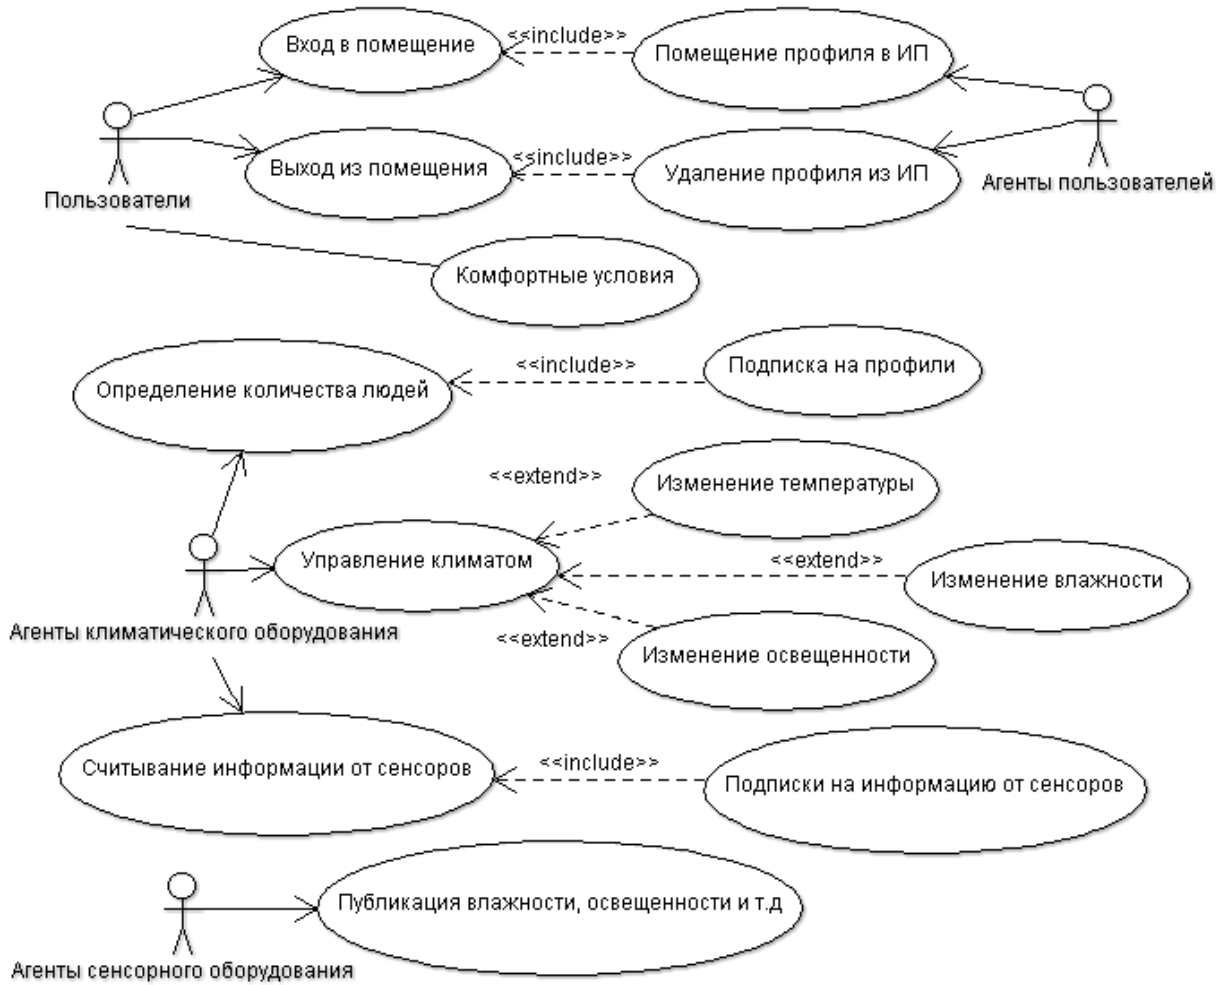 Вход в помещение
<<include>>
Помещение профиля в ИП
Выход из помещения
<<include>>
Удаление профиля из ИП
Пользователи
Агенты пользователей
Комфортные условия
Определение количества людей
<<include>>
Подписка на профили
<<extend>>
Изменение температуры
Управление климатом
<<extend>>
Изменение влажности
Агенты климатического оборудования
<<extend>>
Изменение освещенности
Считывание информации от сенсоров
<<include>>
Подписки на информацию от сенсоров
Публикация влажности, освещенности и т.д
Агенты сенсорного оборудования